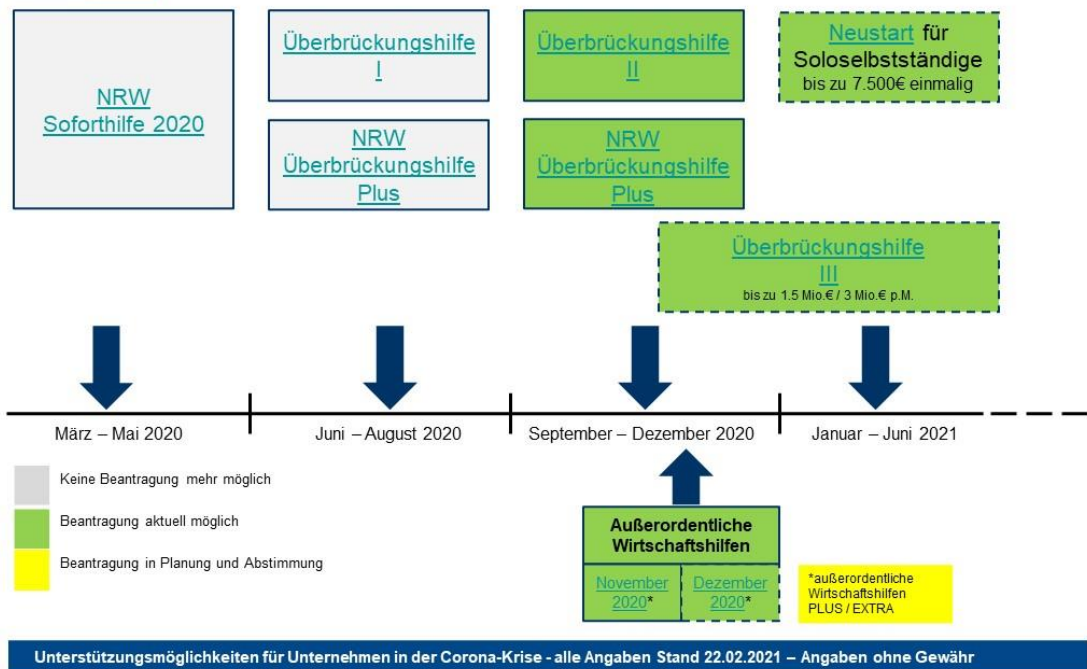 NRW
Soforthilfe 2020
Überbrückungshilfe
I
NRW
Überbrückungshilfe
Plus
Überbrückungshilfe
II
NRW
Überbrückungshilfe
Plus
Neustart für
Soloselbstständige
bis zu 7.500€ einmalig
Überbrückungshilfe
III
bis zu 1.5 Mio.€ / 3 Mio.€ p.M.
März – Mai 2020
Juni – August 2020
September – Dezember 2020
Januar – Juni 2021
Keine Beantragung mehr möglich
Beantragung aktuell möglich
Beantragung in Planung und Abstimmung
Außerordentliche
Wirtschaftshilfen
November
2020*
Dezember
2020*
*außerordentliche
Wirtschaftshilfen
PLUS / EXTRA
Unterstützungsmöglichkeiten für Unternehmen in der Corona-Krise - alle Angaben Stand 22.02.2021 – Angaben ohne Gewähr